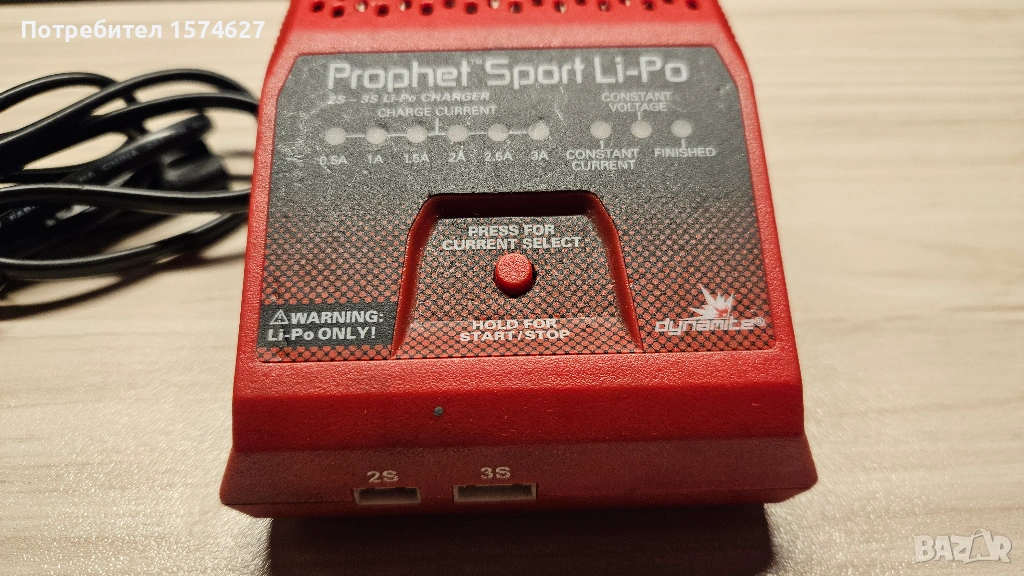 Потребител 1574627
Prophet™ Sport Li-Po
2S – 3S Li-Po CHARGER
CHARGE CURRENT
CONSTANT
VOLTAGE
0.5A 1A 1.5A 2A 2.5A 3A
CONSTANT
CURRENT
FINISHED
PRESS FOR
CURRENT SELECT
⚠WARNING:
Li-Po ONLY!
HOLD FOR
START/STOP
dynamite®
2S 3S
BAZAR